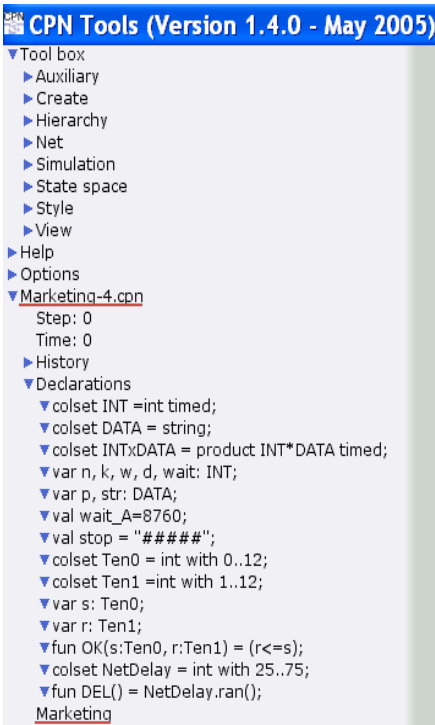 CPN Tools (Version 1.4.0 - May 2005)
Tool box
Auxiliary
Create
Hierarchy
Net
Simulation
State space
Style
View
Help
Options
Marketing-4.cpn
Step: 0
Time: 0
History
Declarations
colset INT =int timed;
colset DATA = string;
colset INTxDATA = product INT*DATA timed;
var n, k, w, d, wait: INT;
var p, str: DATA;
val wait_A=8760;
val stop = "#####";
colset Ten0 = int with 0..12;
colset Ten1 =int with 1..12;
var s: Ten0;
var r: Ten1;
fun OK(s:Ten0, r:Ten1) = (r<=s);
colset NetDelay = int with 25..75;
fun DEL() = NetDelay.ran();
Marketing